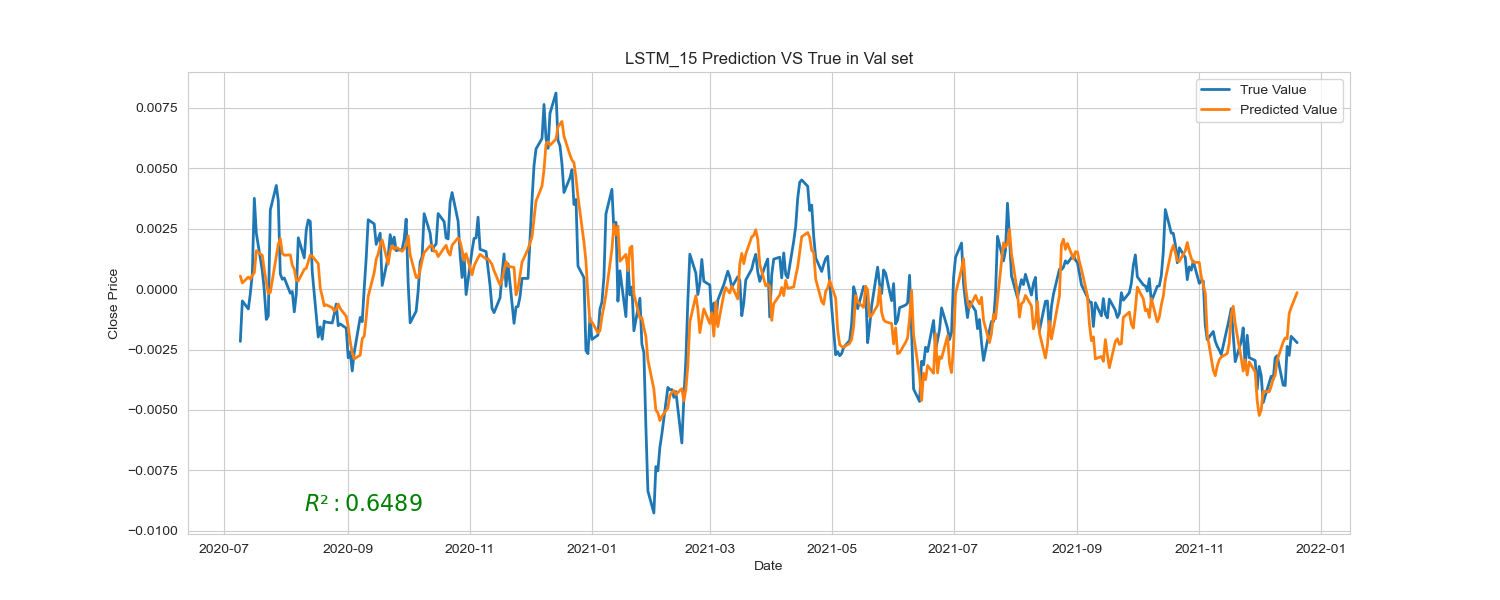 LSTM_15 Prediction VS True in Val set
True Value
Predicted Value
Close Price
0.0075
0.0050
0.0025
0.0000
−0.0025
−0.0050
−0.0075
−0.0100
R² : 0.6489
2020-07 2020-09 2020-11 2021-01 2021-03 2021-05 2021-07 2021-09 2021-11 2022-01
Date